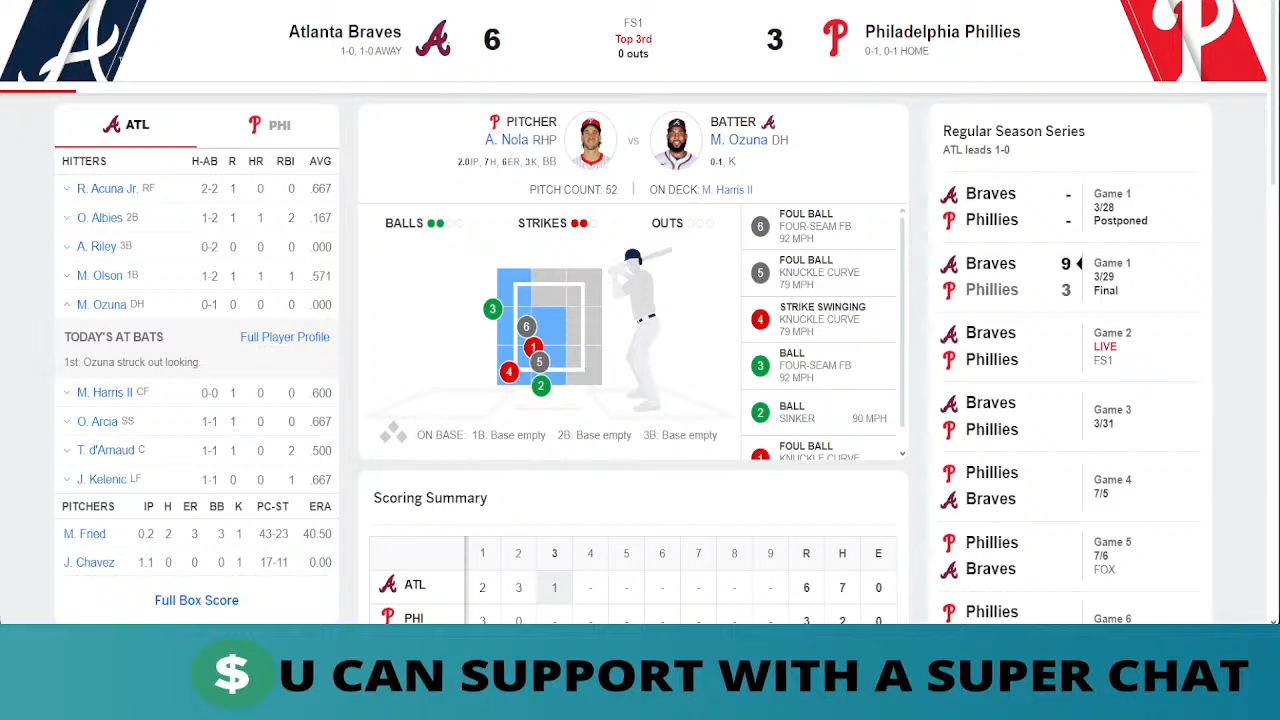 Atlanta Braves
1-0, 1-0 AWAY
6
FS1
Top 3rd
0 outs
3
Philadelphia Phillies
0-1, 0-1 HOME
ATL
PHI
HITTERS H-AB R HR RBI AVG
R. Acuna Jr. RF 2-2 1 0 0 .667
O. Albies 2B 1-2 1 1 2 .167
A. Riley 3B 0-2 0 0 0 .000
M. Olson 1B 1-2 1 1 1 .571
M. Ozuna DH 0-1 0 0 0 .000
TODAY'S AT BATS Full Player Profile
1st: Ozuna struck out looking.
M. Harris II CF 0-0 1 0 0 .600
O. Arcia SS 1-1 1 0 0 .667
T. d'Arnaud C 1-1 1 0 2 .500
J. Kelenic LF 1-1 0 0 1 .667
PITCHERS IP H ER BB K PC-ST ERA
M. Fried 0.2 2 3 3 1 43-23 40.50
J. Chavez 1.1 0 0 0 1 17-11 0.00
Full Box Score
PITCHER
A. Nola RHP
2.0IP, 7H, 6ER, 3K, BB
vs
BATTER
M. Ozuna DH
0-1, K
PITCH COUNT: 52 ON DECK: M. Harris II
BALLS STRIKES OUTS
3
6
1
5
4
2
ON BASE: 1B: Base empty 2B: Base empty 3B: Base empty
6 FOUL BALL
FOUR-SEAM FB
92 MPH
5 FOUL BALL
KNUCKLE CURVE
79 MPH
4 STRIKE SWINGING
KNUCKLE CURVE
79 MPH
3 BALL
FOUR-SEAM FB
92 MPH
2 BALL
SINKER 90 MPH
1 FOUL BALL
KNUCKLE CURVE
Scoring Summary
1 2 3 4 5 6 7 8 9 R H E
ATL 2 3 1 - - - - - - 6 7 0
PHI 3 0 - - - - - - - 3 2 0
Regular Season Series
ATL leads 1-0
Braves - Game 1
3/28
Phillies - Postponed
Braves 9 Game 1
3/29
Phillies 3 Final
Braves Game 2
LIVE
Phillies FS1
Braves Game 3
3/31
Phillies
Phillies Game 4
7/5
Braves
Phillies Game 5
7/6
Braves FOX
Phillies Game 6
$ U CAN SUPPORT WITH A SUPER CHAT